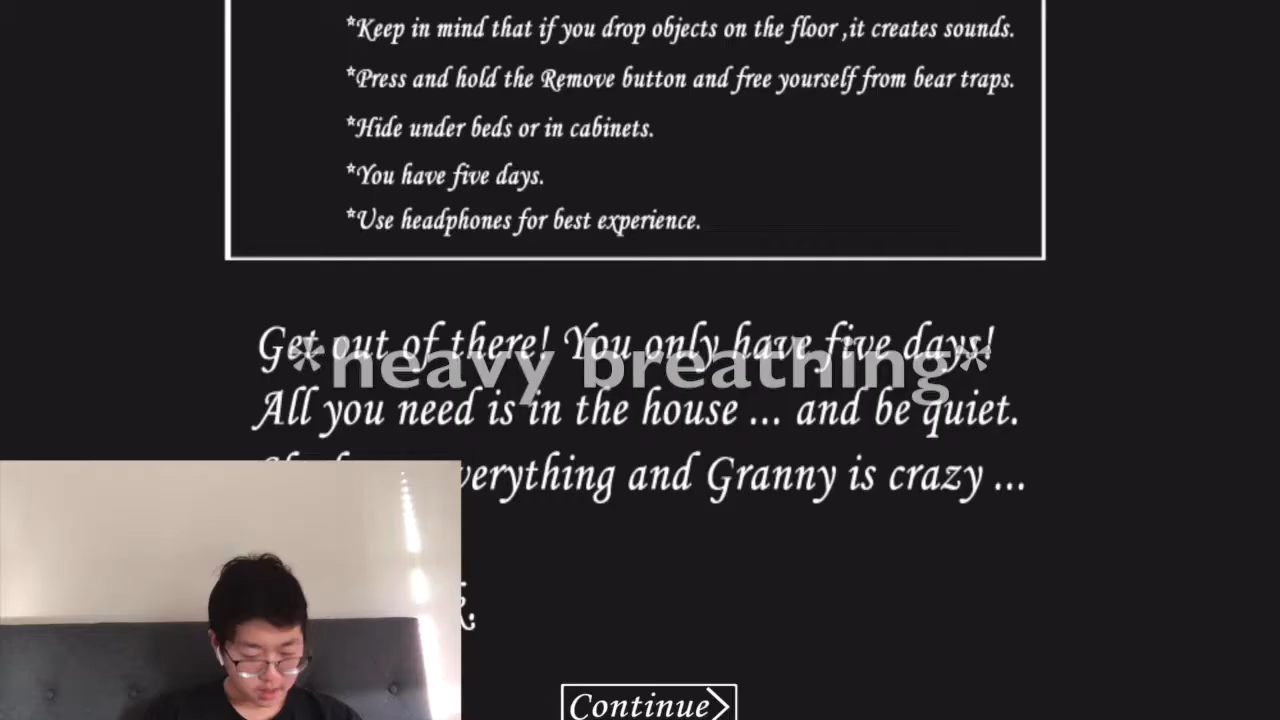 *Keep in mind that if you drop objects on the floor ,it creates sounds.
*Press and hold the Remove button and free yourself from bear traps.
*Hide under beds or in cabinets.
*You have five days.
*Use headphones for best experience.
Get out of there! You only have five days!
*heavy breathing*
All you need is in the house ... and be quiet.
everything and Granny is crazy ...
Continue>